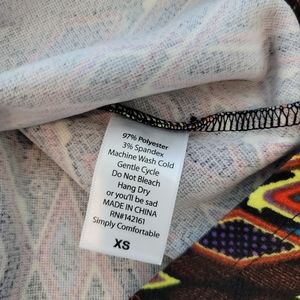 97% Polyester
3% Spandex
Machine Wash Cold
Gentle Cycle
Do Not Bleach
Hang Dry
or you'll be sad
MADE IN CHINA
RN#142161
Simply Comfortable
XS